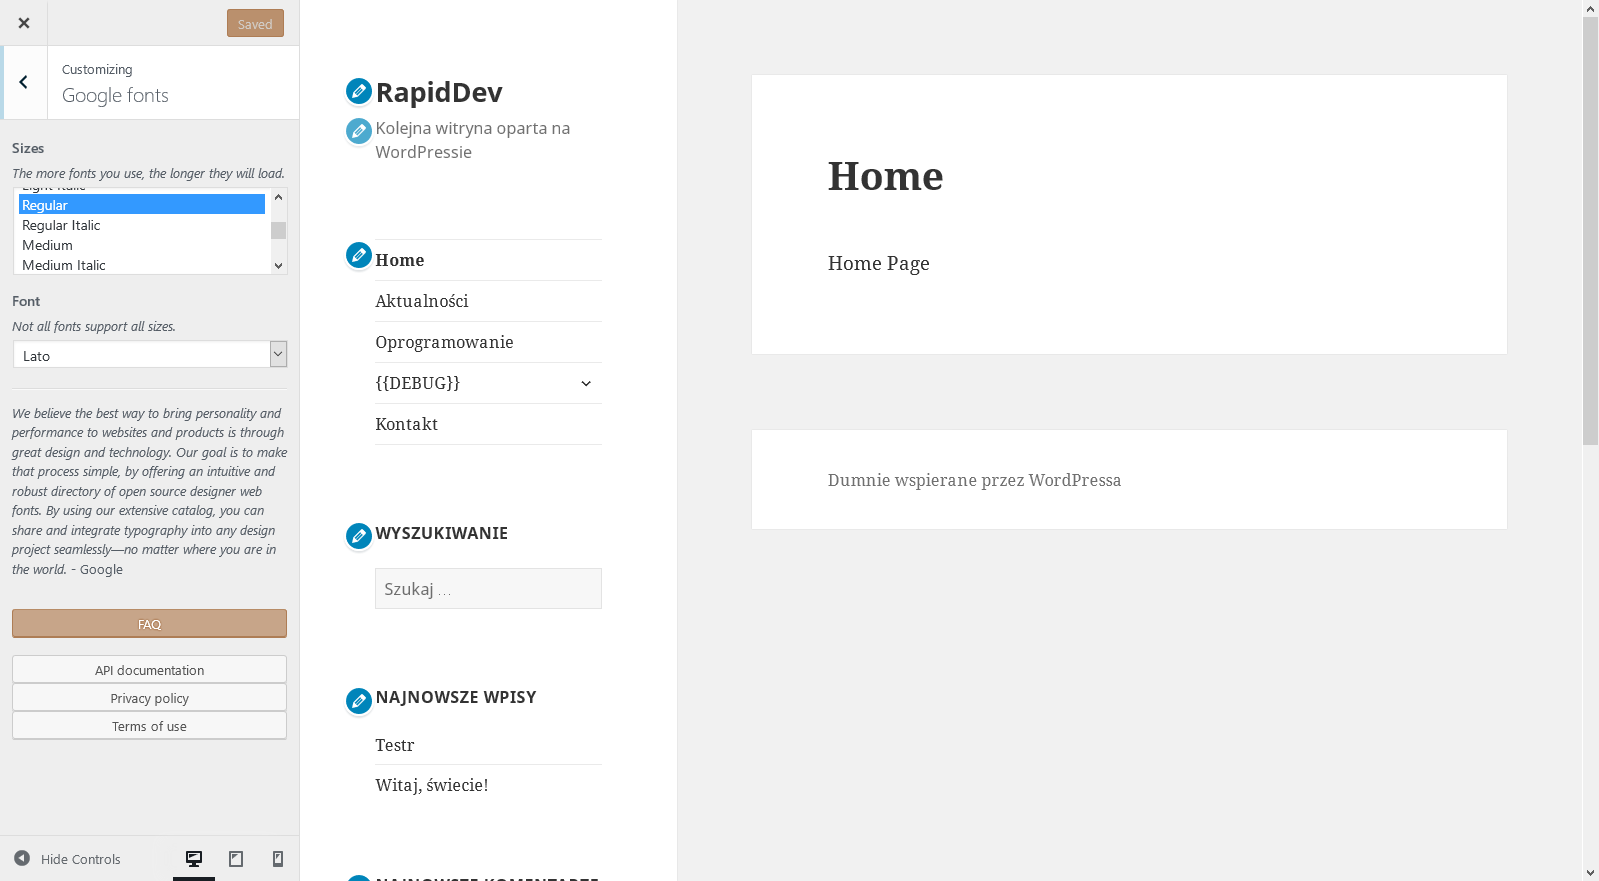 Saved
Customizing
Google fonts
Sizes
The more fonts you use, the longer they will load.
Light Italic
Regular
Regular Italic
Medium
Medium Italic
Font
Not all fonts support all sizes.
Lato
We believe the best way to bring personality and
performance to websites and products is through
great design and technology. Our goal is to make
that process simple, by offering an intuitive and
robust directory of open source designer web
fonts. By using our extensive catalog, you can
share and integrate typography into any design
project seamlessly—no matter where you are in
the world. - Google
FAQ
API documentation
Privacy policy
Terms of use
Hide Controls
RapidDev
Kolejna witryna oparta na
WordPressie
Home
Aktualności
Oprogramowanie
{{DEBUG}}
Kontakt
WYSZUKIWANIE
Szukaj ...
NAJNOWSZE WPISY
Testr
Witaj, świecie!
NAJNOWSZE KOMENTARZE
Home
Home Page
Dumnie wspierane przez WordPressa